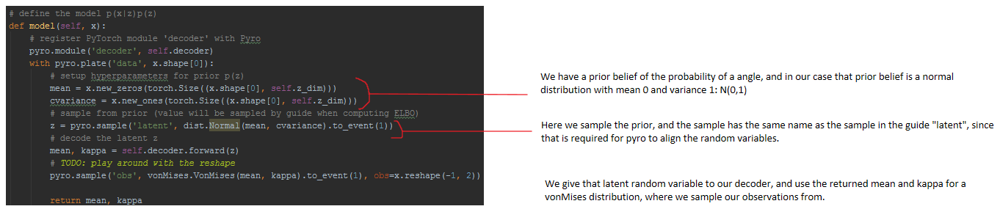 # define the model p(x|z)p(z)
def model(self, x):
# register PyTorch module 'decoder' with Pyro
pyro.module('decoder', self.decoder)
with pyro.plate('data', x.shape[0]):
# setup hyperparameters for prior p(z)
mean = x.new_zeros(torch.Size((x.shape[0], self.z_dim)))
cvariance = x.new_ones(torch.Size((x.shape[0], self.z_dim)))
# sample from prior (value will be sampled by guide when computing ELBO)
z = pyro.sample('latent', dist.Normal(mean, cvariance).to_event(1))
# decode the latent z
mean, kappa = self.decoder.forward(z)
# TODO: play around with the reshape
pyro.sample('obs', vonMises.VonMises(mean, kappa).to_event(1), obs=x.reshape(-1, 2))
return mean, kappa
We have a prior belief of the probability of a angle, and in our case that prior belief is a normal
distribution with mean 0 and variance 1: N(0,1)
Here we sample the prior, and the sample has the same name as the sample in the guide "latent", since
that is required for pyro to align the random variables.
We give that latent random variable to our decoder, and use the returned mean and kappa for a
vonMises distribution, where we sample our observations from.